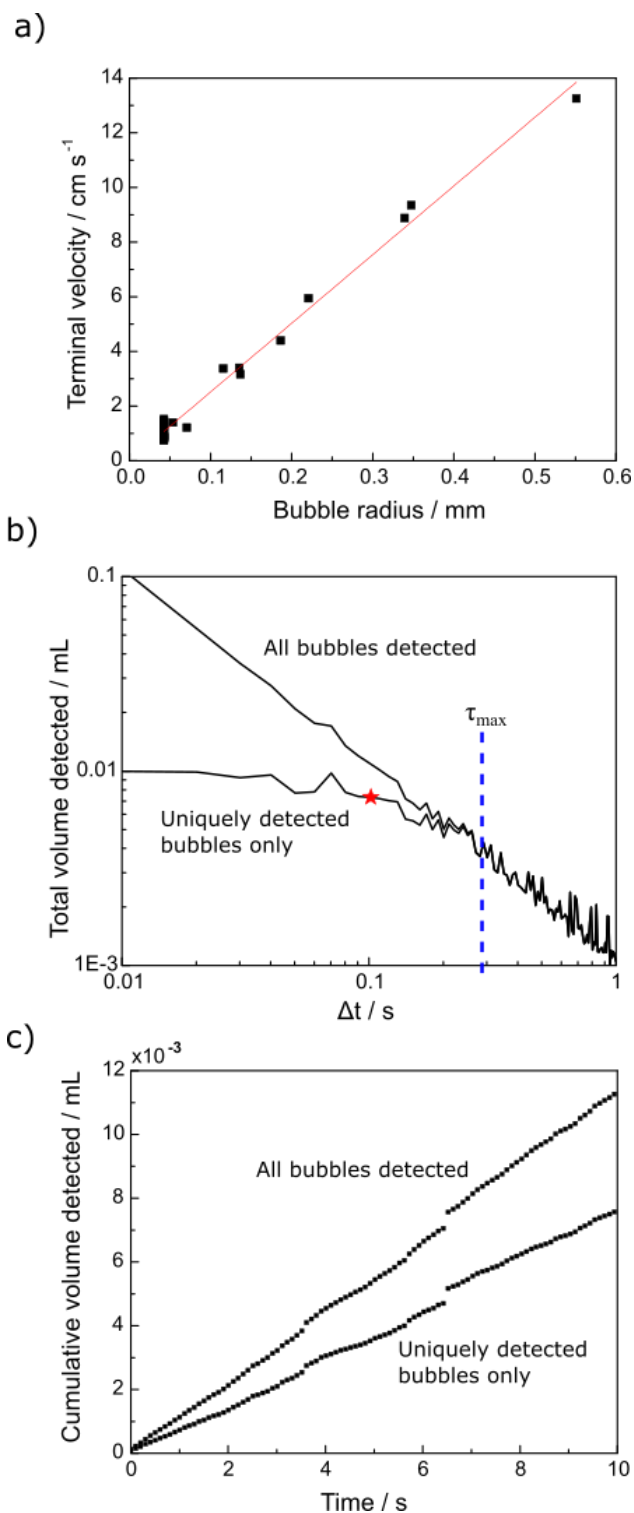 a)
14
12
10
8
6
4
2
0
0.0 0.1 0.2 0.3 0.4 0.5 0.6
Terminal velocity / cm s⁻¹
Bubble radius / mm
b)
0.1
0.01
1E-3
All bubbles detected
τmax
Uniquely detected
bubbles only
0.01 0.1 1
Total volume detected / mL
Δt / s
c)
×10⁻³
12
10
8
6
4
2
0
All bubbles detected
Uniquely detected
bubbles only
0 2 4 6 8 10
Cumulative volume detected / mL
Time / s